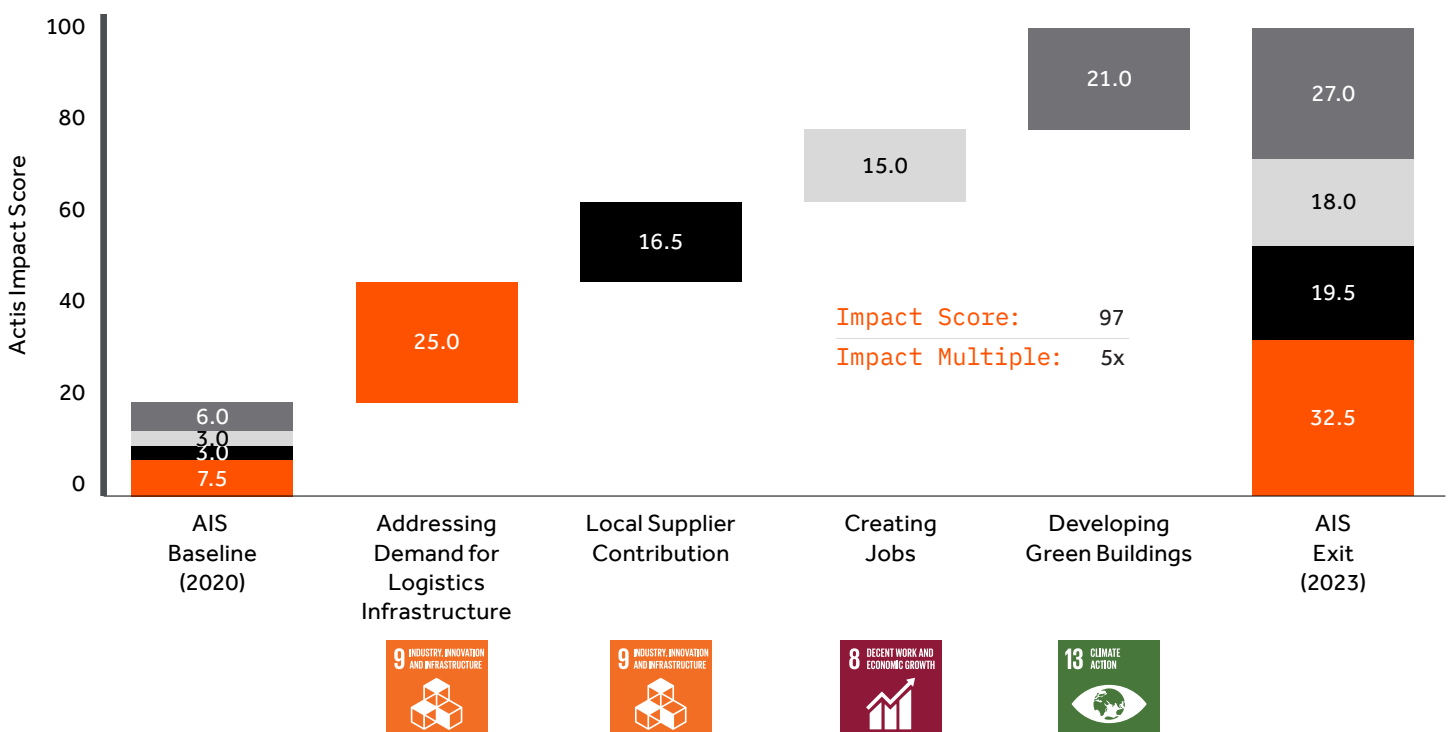 Actis Impact Score
100
80
60
40
20
0
6.0
3.0
3.0
7.5
25.0
16.5
15.0
21.0
27.0
18.0
19.5
32.5
Impact Score: 97
Impact Multiple: 5x
AIS
Baseline
(2020)
Addressing
Demand for
Logistics
Infrastructure
Local Supplier
Contribution
Creating
Jobs
Developing
Green Buildings
AIS
Exit
(2023)
9 INDUSTRY, INNOVATION
AND INFRASTRUCTURE
9 INDUSTRY, INNOVATION
AND INFRASTRUCTURE
8 DECENT WORK AND
ECONOMIC GROWTH
13 CLIMATE
ACTION